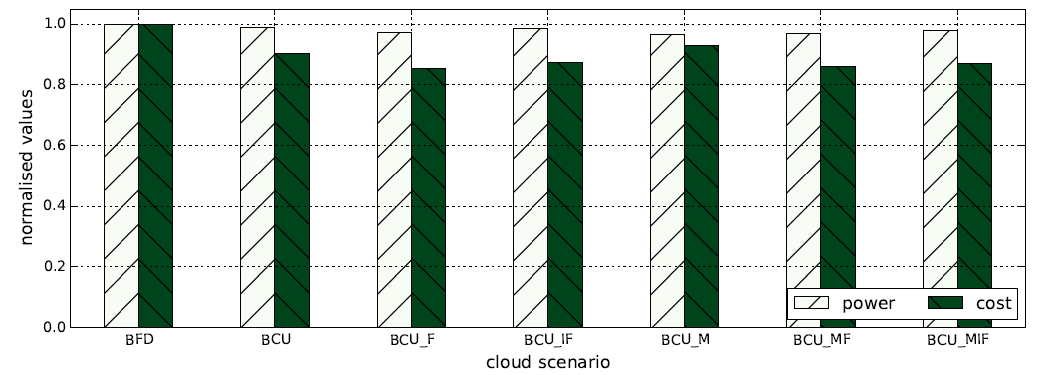 normalised values
1.0
0.8
0.6
0.4
0.2
0.0
power cost
BFD BCU BCU_F BCU_IF BCU_M BCU_MF BCU_MIF
cloud scenario